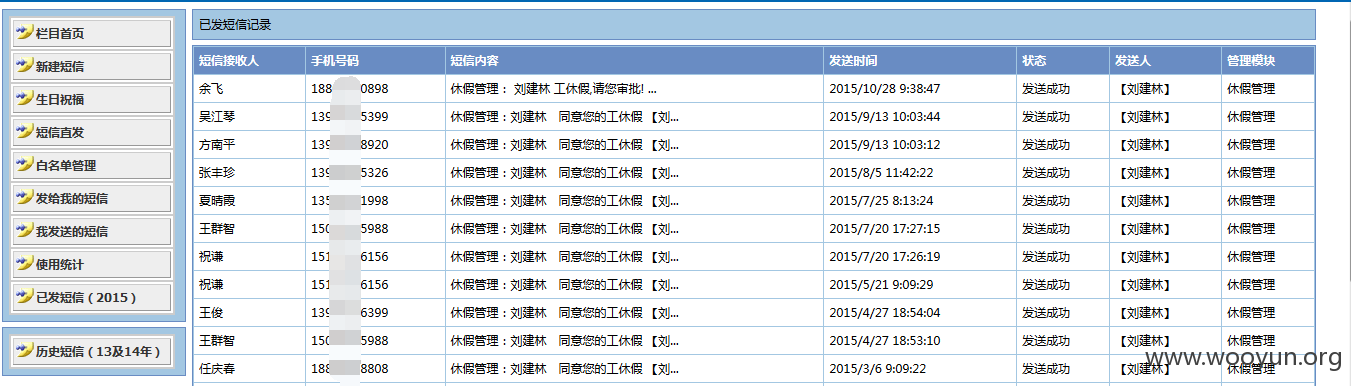 栏目首页
新建短信
生日祝福
短信直发
白名单管理
发给我的短信
我发送的短信
使用统计
已发短信（2015）
历史短信（13及14年）
已发短信记录
短信接收人 手机号码 短信内容 发送时间 状态 发送人 管理模块
余飞 188 0898 休假管理： 刘建林 工休假,请您审批! ... 2015/10/28 9:38:47 发送成功 【刘建林】 休假管理
吴江琴 139 5399 休假管理：刘建林 同意您的工休假 【刘... 2015/9/13 10:03:44 发送成功 【刘建林】 休假管理
方南平 139 8920 休假管理：刘建林 同意您的工休假 【刘... 2015/9/13 10:03:12 发送成功 【刘建林】 休假管理
张丰珍 139 5326 休假管理：刘建林 同意您的工休假 【刘... 2015/8/5 11:42:22 发送成功 【刘建林】 休假管理
夏晴霞 135 1998 休假管理：刘建林 同意您的工休假 【刘... 2015/7/25 8:13:24 发送成功 【刘建林】 休假管理
王群智 150 5988 休假管理：刘建林 同意您的工休假 【刘... 2015/7/20 17:27:15 发送成功 【刘建林】 休假管理
祝谦 151 6156 休假管理：刘建林 同意您的工休假 【刘... 2015/7/20 17:26:19 发送成功 【刘建林】 休假管理
祝谦 151 6156 休假管理：刘建林 同意您的工休假 【刘... 2015/5/21 9:09:29 发送成功 【刘建林】 休假管理
王俊 139 6399 休假管理：刘建林 同意您的工休假 【刘... 2015/4/27 18:54:04 发送成功 【刘建林】 休假管理
王群智 150 5988 休假管理：刘建林 同意您的工休假 【刘... 2015/4/27 18:53:10 发送成功 【刘建林】 休假管理
任庆春 188 8808 休假管理：刘建林 同意您的工休假 【刘... 2015/3/6 9:09:22 发送成功 【刘建林】 休假管理
www.wooyun.org